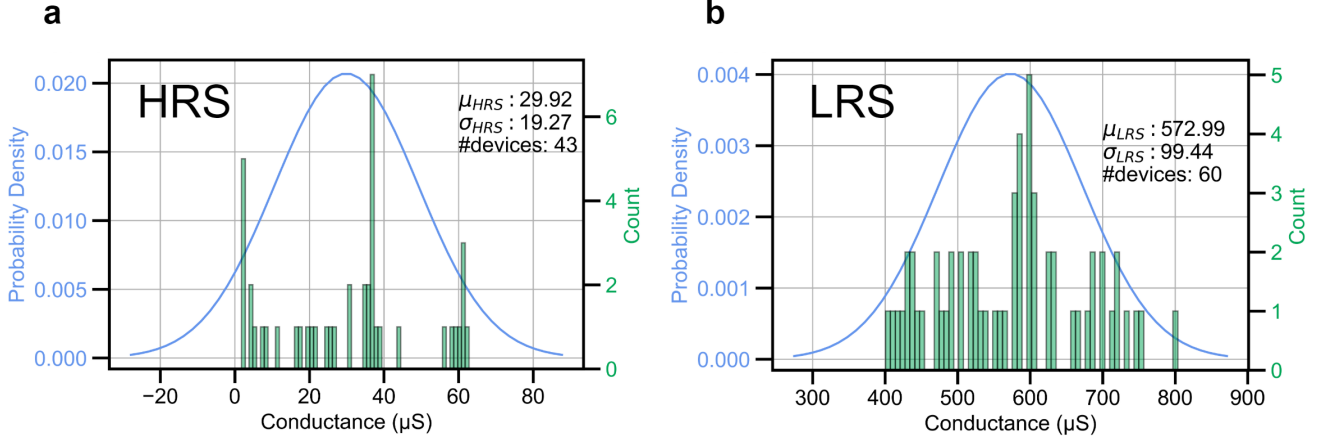 a
HRS
μHRS : 29.92
σHRS : 19.27
#devices: 43
Probability Density
0.020
0.015
0.010
0.005
0.000
6
4
2
0
Count
−20 0 20 40 60 80
Conductance (μS)
b
LRS
μLRS : 572.99
σLRS : 99.44
#devices: 60
Probability Density
0.004
0.003
0.002
0.001
0.000
5
4
3
2
1
0
Count
300 400 500 600 700 800 900
Conductance (μS)